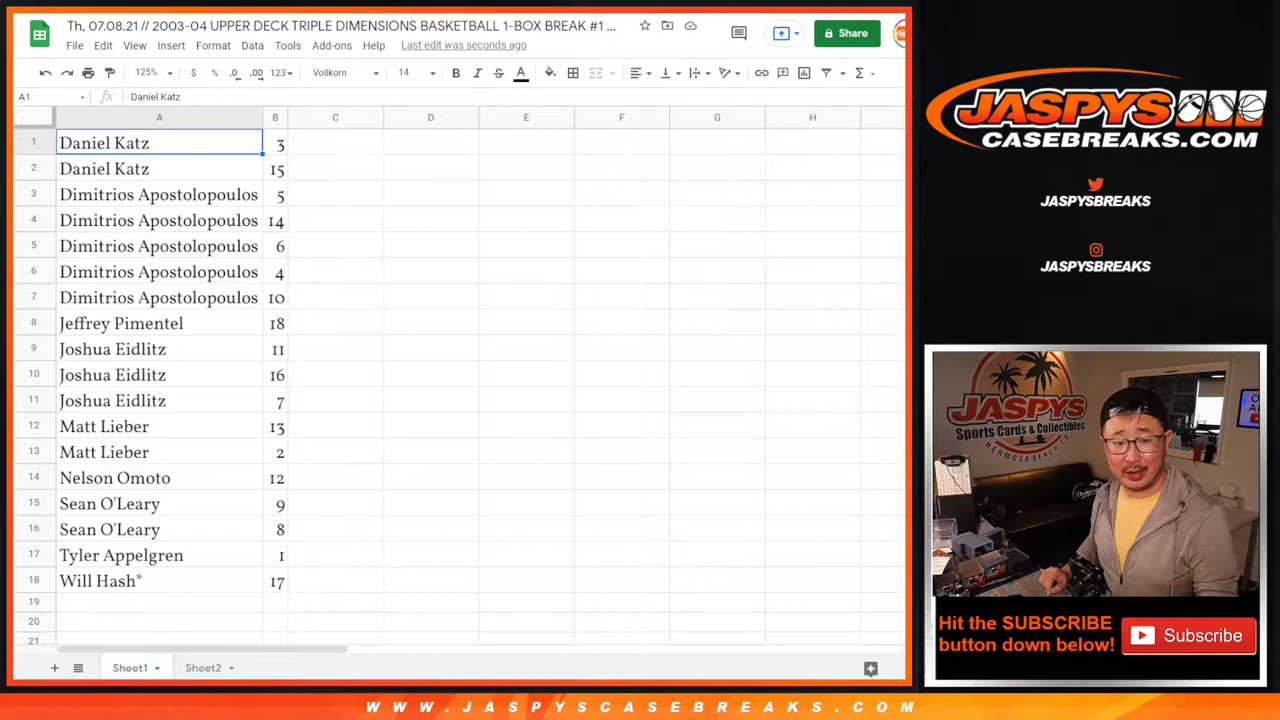 Th, 07.08.21 // 2003-04 UPPER DECK TRIPLE DIMENSIONS BASKETBALL 1-BOX BREAK #1 ...
File Edit View Insert Format Data Tools Add-ons Help Last edit was seconds ago
Share
125% $ % .0 .00 123 Vollkorn 14 B I S A
A1 fx Daniel Katz
A B C D E F G H
1 Daniel Katz 3
2 Daniel Katz 15
3 Dimitrios Apostolopoulos 5
4 Dimitrios Apostolopoulos 14
5 Dimitrios Apostolopoulos 6
6 Dimitrios Apostolopoulos 4
7 Dimitrios Apostolopoulos 10
8 Jeffrey Pimentel 18
9 Joshua Eidlitz 11
10 Joshua Eidlitz 16
11 Joshua Eidlitz 7
12 Matt Lieber 13
13 Matt Lieber 2
14 Nelson Omoto 12
15 Sean O'Leary 9
16 Sean O'Leary 8
17 Tyler Appelgren 1
18 Will Hash* 17
19
20
21
Sheet1 Sheet2
JASPYS
CASEBREAKS.COM
JASPYSBREAKS
JASPYSBREAKS
JASPYS
Sports Cards & Collectibles
HERMOSA BEACH, CA
Hit the SUBSCRIBE
button down below!
Subscribe
WWW.JASPYSCASEBREAKS.COM